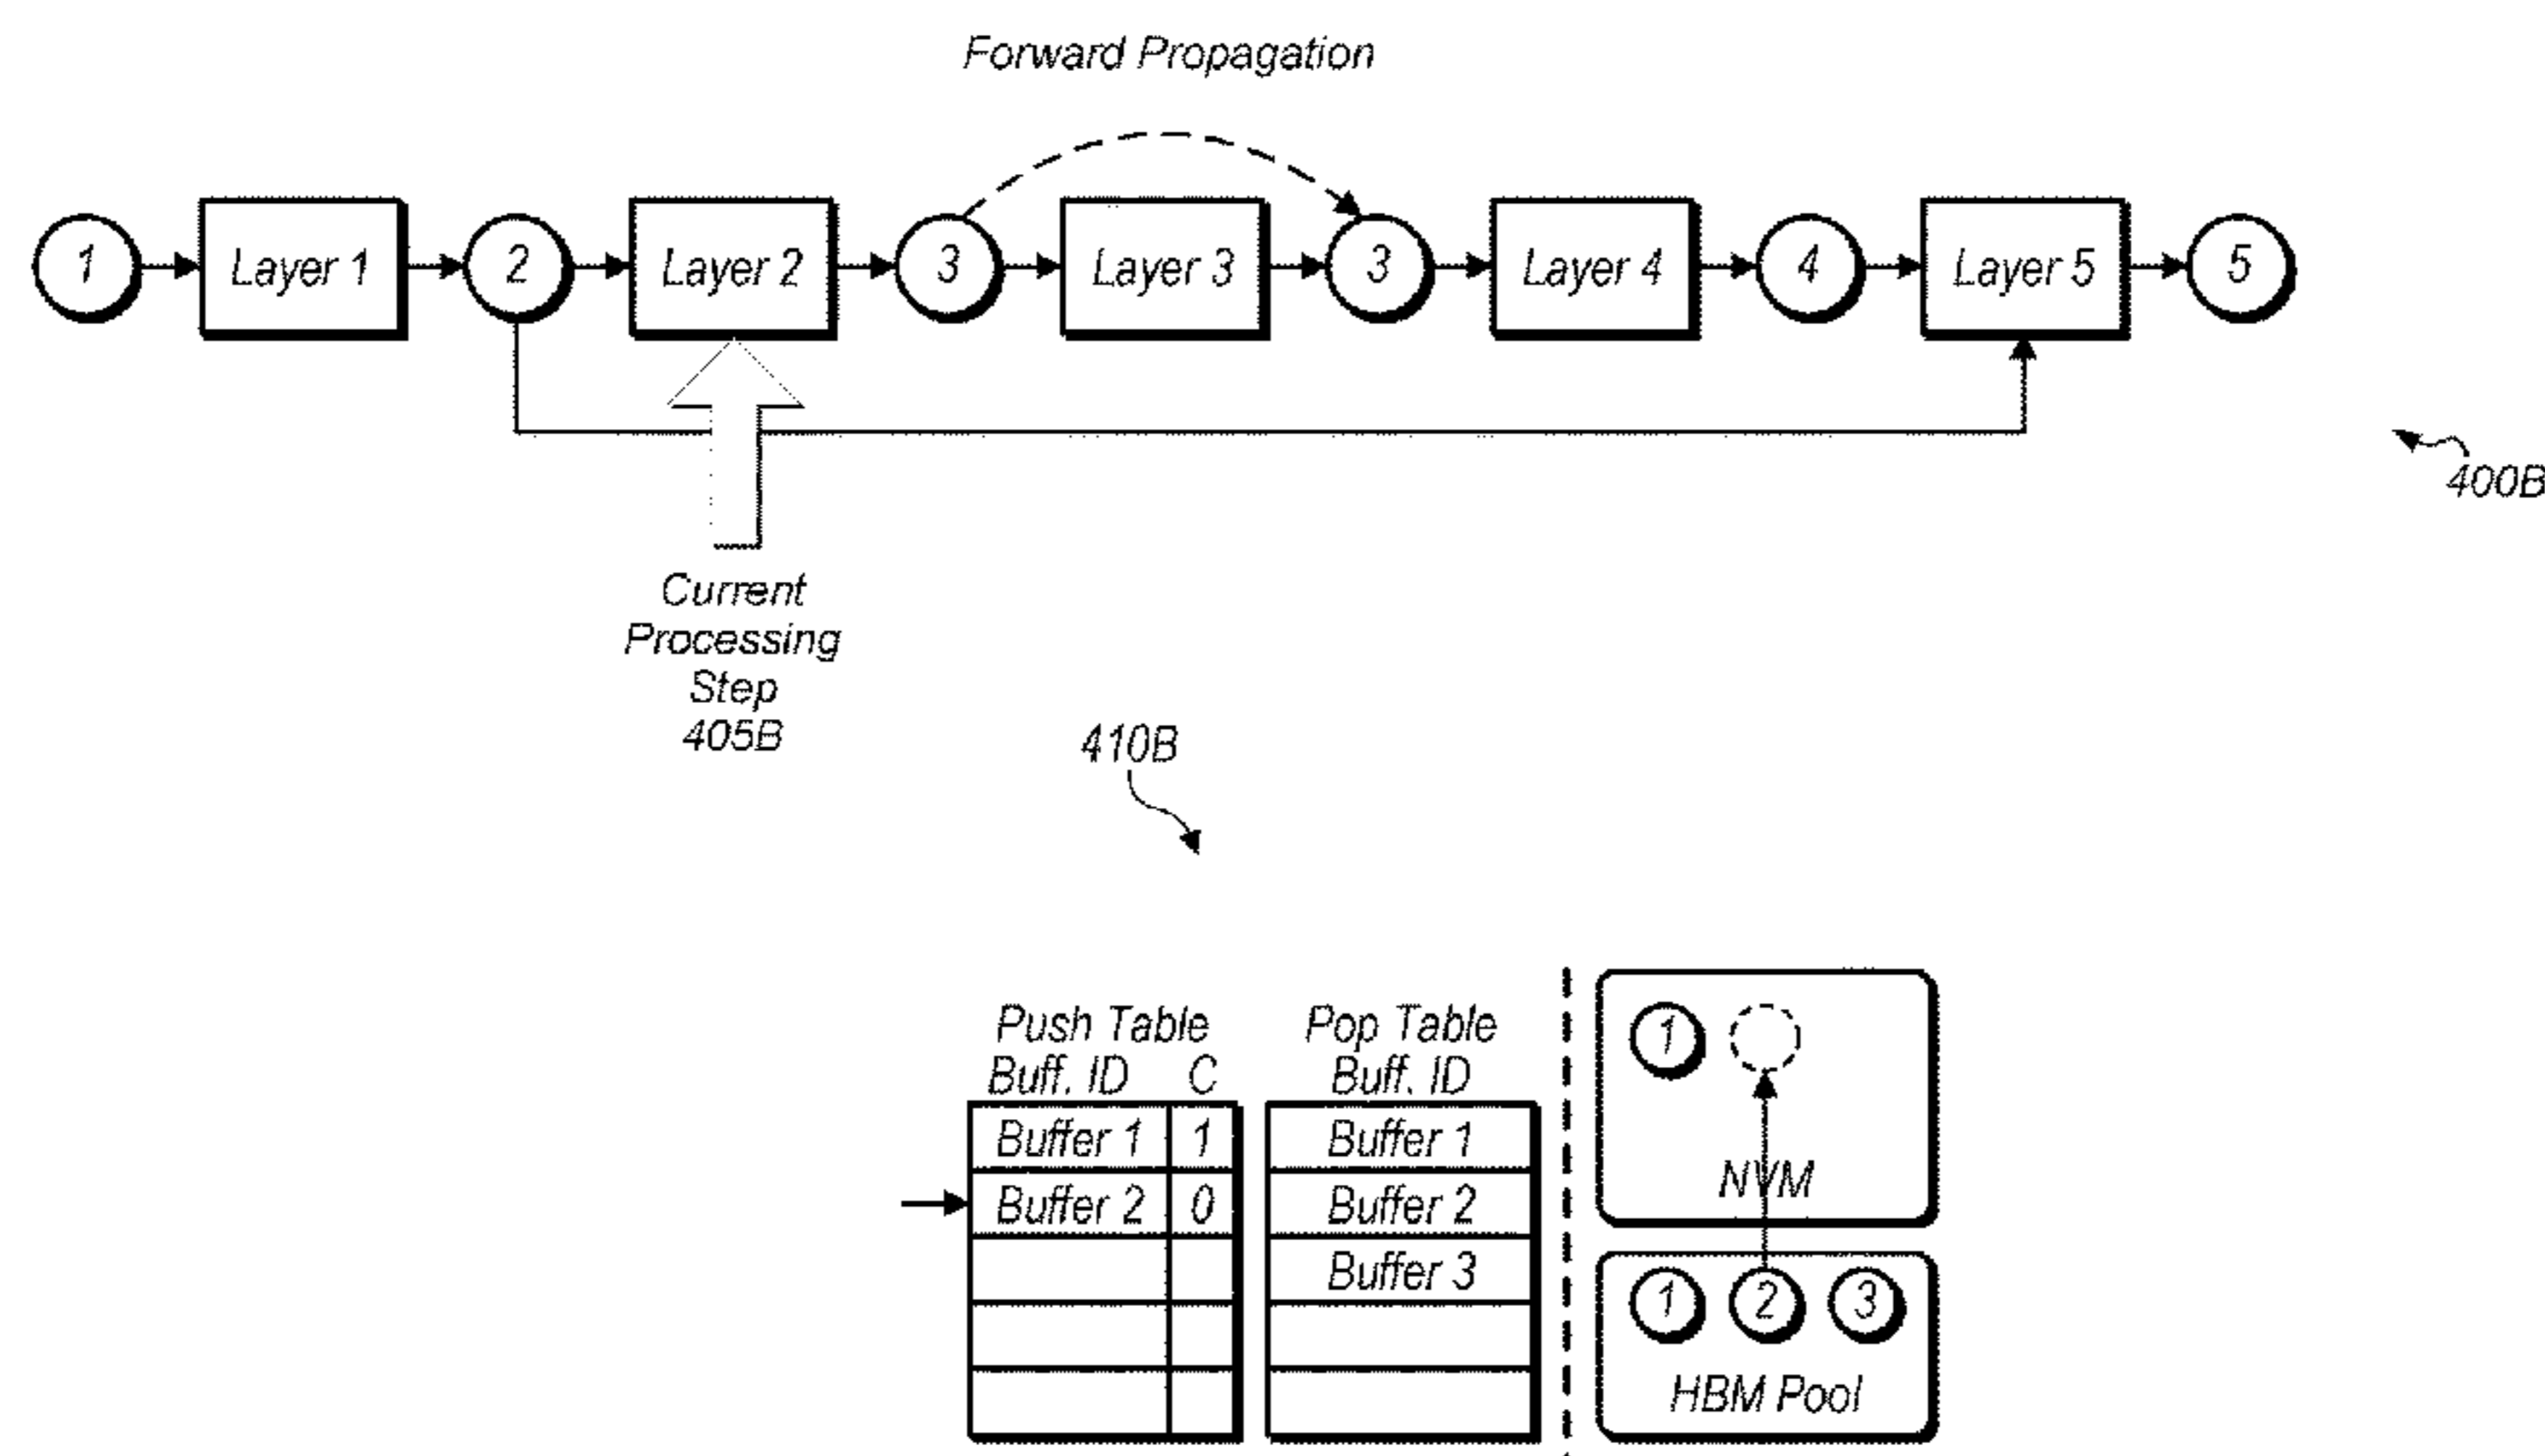 Forward Propagation
1 Layer 1 2 Layer 2 3 Layer 3 3 Layer 4 4 Layer 5 5
400B
Current
Processing
Step
405B
410B
Push Table
Buff. ID C
Buffer 1 1
Buffer 2 0
Pop Table
Buff. ID
Buffer 1
Buffer 2
Buffer 3
1
NVM
1 2 3
HBM Pool